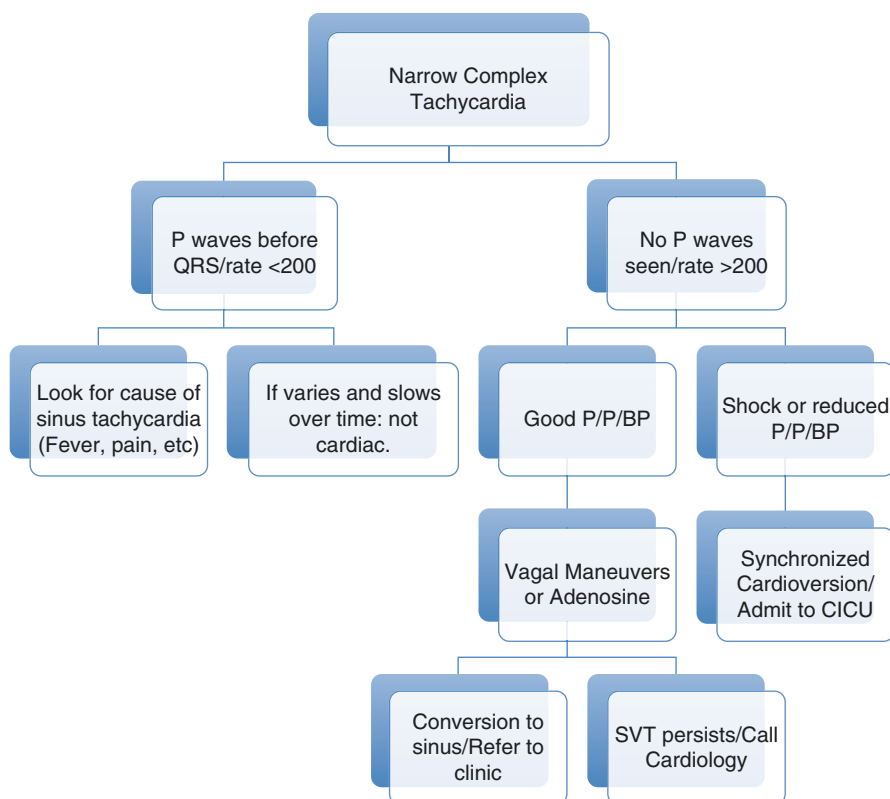 Narrow Complex
Tachycardia
P waves before
QRS/rate <200
No P waves
seen/rate >200
Look for cause of
sinus tachycardia
(Fever, pain, etc)
If varies and slows
over time: not
cardiac.
Good P/P/BP
Shock or reduced
P/P/BP
Vagal Maneuvers
or Adenosine
Synchronized
Cardioversion/
Admit to CICU
Conversion to
sinus/Refer to
clinic
SVT persists/Call
Cardiology